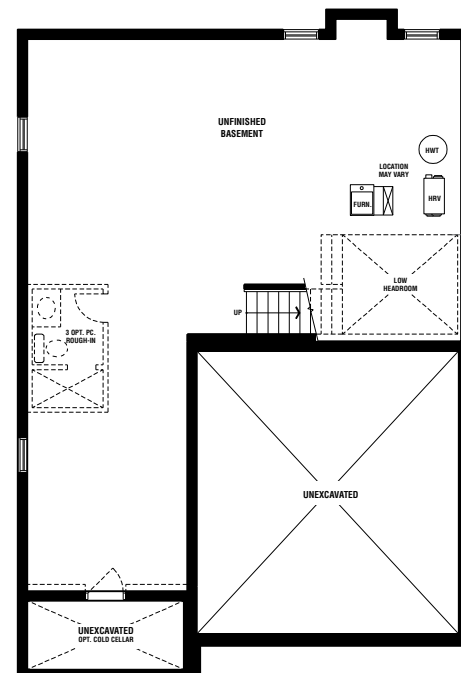 UNFINISHED
BASEMENT
HWT
LOCATION
MAY VARY
FURN.
HRV
LOW
HEADROOM
UP
3 OPT. PC.
ROUGH-IN
UNEXCAVATED
UNEXCAVATED
OPT. COLD CELLAR